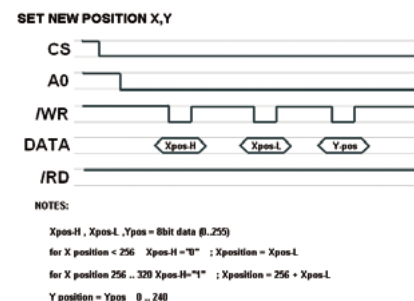 SET NEW POSITION X,Y
CS
A0
/WR
DATA Xpos-H Xpos-L Y-pos
/RD
NOTES:
Xpos-H , Xpos-L ,Ypos = 8bit data (0..255)
for X position < 256 Xpos-H ="0" ; Xposition = Xpos-L
for X position 256 .. 320 Xpos-H="1" ; Xposition = 256 + Xpos-L
Y position = Ypos 0 .. 240